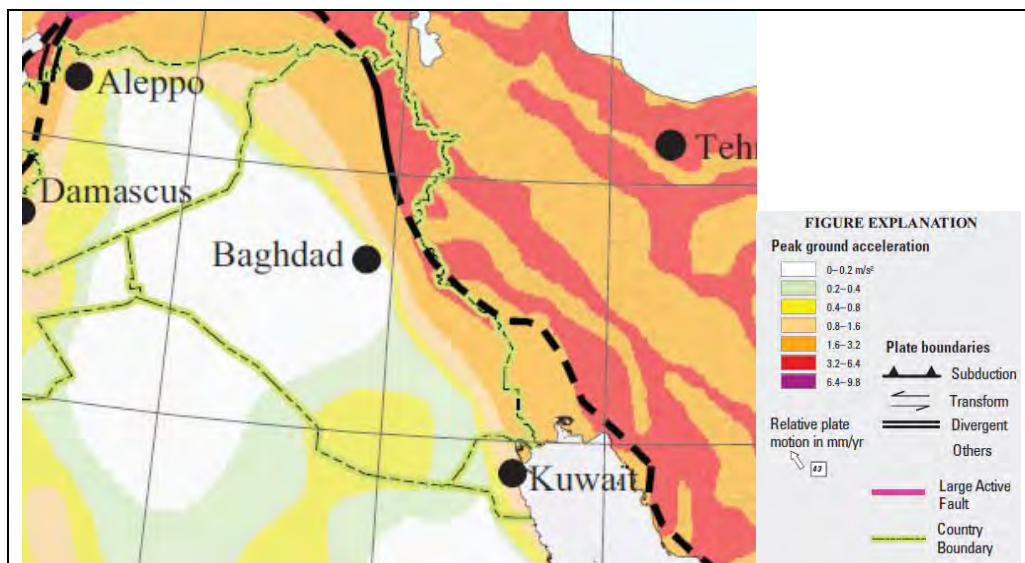 Aleppo
Tehr
Damascus
Baghdad
Kuwait
FIGURE EXPLANATION
Peak ground acceleration
0–0.2 m/s²
0.2–0.4
0.4–0.8
0.8–1.6
1.6–3.2
3.2–6.4
6.4–9.8
Plate boundaries
Subduction
Transform
Divergent
Others
Relative plate
motion in mm/yr
43
Large Active
Fault
Country
Boundary